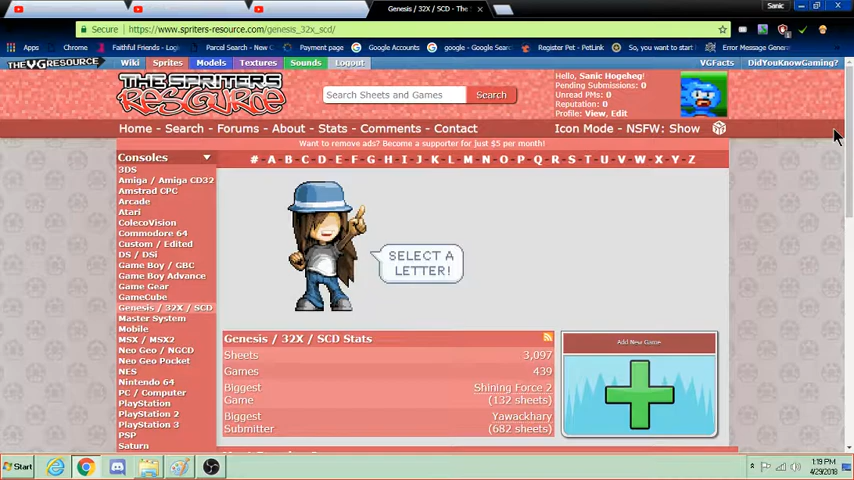 Genesis / 32X / SCD - The S
Sanic
Secure
https://www.spriters-resource.com/genesis_32x_scd/
Apps Chrome Faithful Friends - Log Parcel Search - New C Payment page Google Accounts google - Google Sear Register Pet - PetLink So, you want to start Error Message Gener
THE VG RESOURCE Wiki Sprites Models Textures Sounds Logout VGFacts DidYouKnowGaming?
THE SPRITERS RESOURCE
Search Sheets and Games Search
Hello, Sanic Hogeheg!
Pending Submissions: 0
Unread PMs: 0
Reputation: 0
Profile: View, Edit
Home - Search - Forums - About - Stats - Comments - Contact
Icon Mode - NSFW: Show
Want to remove ads? Become a supporter for just $5 per month!
Consoles
# - A - B - C - D - E - F - G - H - I - J - K - L - M - N - O - P - Q - R - S - T - U - V - W - X - Y - Z
3DS
Amiga / Amiga CD32
Amstrad CPC
Arcade
Atari
ColecoVision
Commodore 64
Custom / Edited
DS / DSi
Game Boy / GBC
Game Boy Advance
Game Gear
GameCube
Genesis / 32X / SCD
Master System
Mobile
MSX / MSX2
Neo Geo / NGCD
Neo Geo Pocket
NES
Nintendo 64
PC / Computer
PlayStation
PlayStation 2
PlayStation 3
PSP
Saturn
SELECT A
LETTER!
Genesis / 32X / SCD Stats
Sheets 3,097
Games 439
Biggest Shining Force 2
Game (132 sheets)
Biggest Yawackhary
Submitter (682 sheets)
Add New Game
Start
1:19 PM
4/29/2018